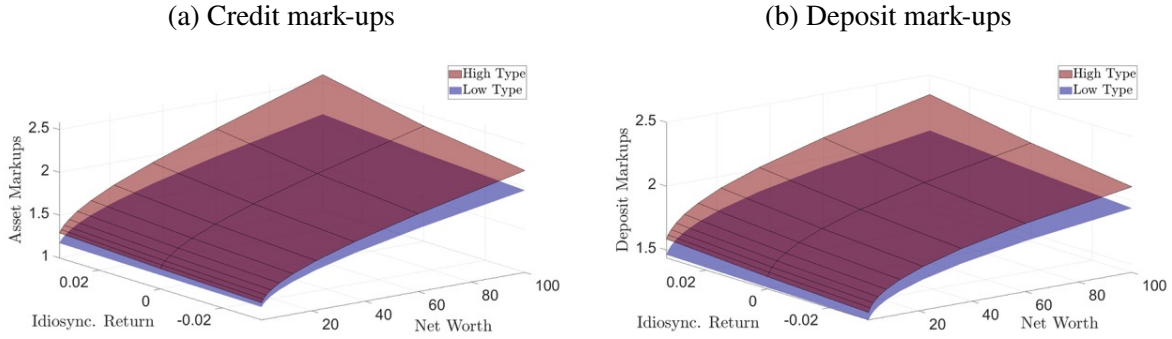 (a) Credit mark-ups
High Type
Low Type
2.5
2
1.5
1
Asset Markups
0.02
0
-0.02
Idiosync. Return
20
40
60
80
100
Net Worth
(b) Deposit mark-ups
High Type
Low Type
2.5
2
1.5
Deposit Markups
0.02
0
-0.02
Idiosync. Return
20
40
60
80
100
Net Worth